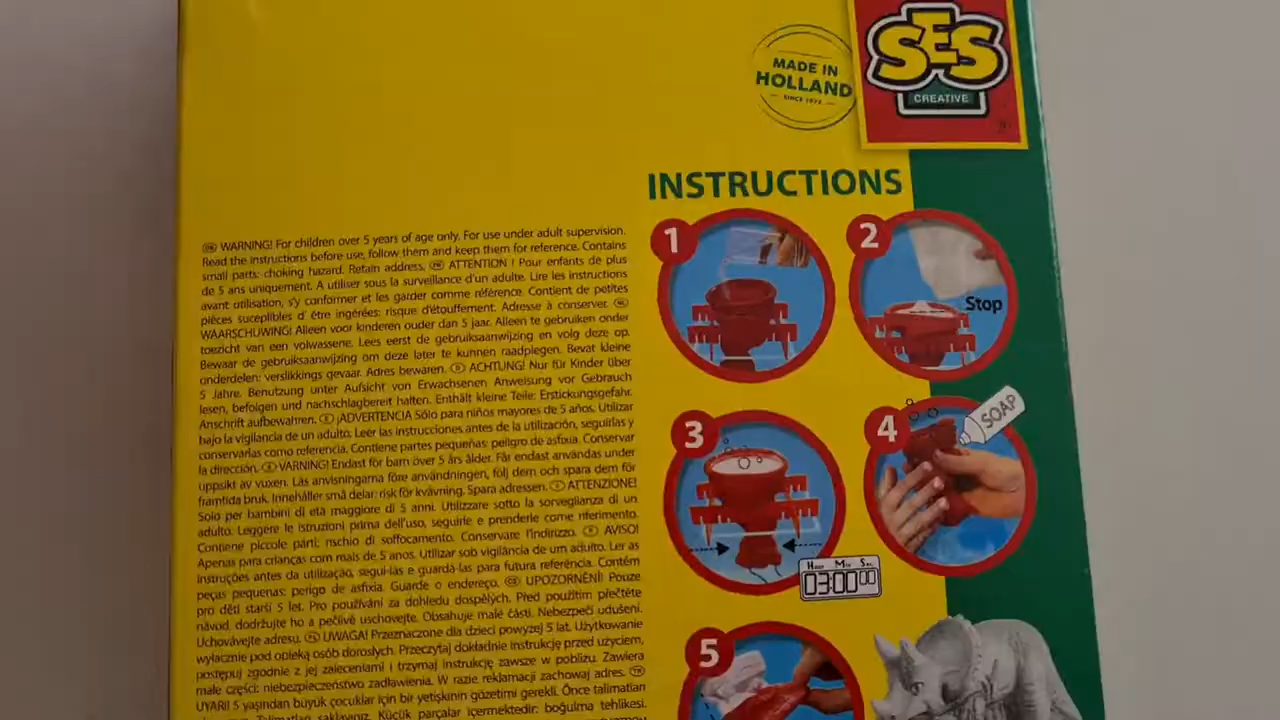 MADE IN
HOLLAND
SINCE 1972
SES
CREATIVE
INSTRUCTIONS
WARNING! For children over 5 years of age only. For use under adult supervision.
Read the instructions before use, follow them and keep them for reference. Contains
small parts: choking hazard. Retain address. ATTENTION ! Pour enfants de plus
de 5 ans uniquement. A utiliser sous la surveillance d'un adulte. Lire les instructions
avant utilisation, s'y conformer et les garder comme référence. Contient de petites
pièces suceplibles d' être ingérées: risque d'étouffement. Adresse à conserver. NL
WAARSCHUWING! Alleen voor kinderen ouder dan 5 jaar. Alleen te gebruiken onder
toezicht van een volwassene. Lees eerst de gebruiksaanwijzing en volg deze op.
Bewaar de gebruiksaanwijzing om deze later te kunnen raadplegen. Bevat kleine
onderdelen: verslikkings gevaar. Adres bewaren. D ACHTUNG! Nur für Kinder über
5 Jahre. Benutzung unter Aufsicht von Erwachsenen Anweisung vor Gebrauch
lesen, befolgen und nachschlagbereit halten. Enthält kleine Teile: Erstickungsgefahr.
Anschrift aufbewahren. E ¡ADVERTENCIA Sólo para niños mayores de 5 años. Utilizar
bajo la vigilancia de un adulto. Leer las instrucciones antes de la utilización, seguirlas y
conservarlas como referencia. Contiene partes pequeñas: peligro de asfixia. Conservar
la dirección. VARNING! Endast för barn över 5 års ålder. Får endast användas under
uppsikt av vuxen. Läs anvisningarna före användningen, följ dem och spara dem för
framtida bruk. Innehåller små delar: risk för kvävning. Spara adressen. ATTENZIONE!
Solo per bambini di età maggiore di 5 anni. Utilizzare sotto la sorveglianza di un
adulto. Leggere le istruzioni prima dell'uso, seguirle e prenderle come riferimento.
Contiene piccole parti: rischio di soffocamento. Conservare l'indirizzo. AVISO!
Apenas para crianças com mais de 5 anos. Utilizar sob vigilância de um adulto. Ler as
instruções antes da utilização, segui-las e guardá-las para futura referência. Contém
peças pequenas: perigo de asfixia. Guarde o endereço. UPOZORNĚNÍ! Pouze
pro děti starší 5 let. Pro používání za dohledu dospělých. Před použitím přečtěte
návod, dodržujte ho a pečlivě uschovejte. Obsahuje malé části. Nebezpečí udušení.
Uchovávejte adresu. UWAGA! Przeznaczone dla dzieci powyżej 5 lat. Użytkowanie
wyłącznie pod opieką osób dorosłych. Przeczytaj dokładnie instrukcję przed użyciem,
postępuj zgodnie z jej zaleceniami i trzymaj instrukcję zawsze w pobliżu. Zawiera
małe części: niebezpieczeństwo zadławienia. W razie reklamacji zachowaj adres. TR
UYARI! 5 yaşından büyük çocuklar için bir yetişkinin gözetimi gerekli. Önce talimatları
Talimatları saklayınız. Küçük parçalar içermektedir: boğulma tehlikesi.
1
2
Stop
3
Hour Min Sec
03:00 00
4
SOAP
5